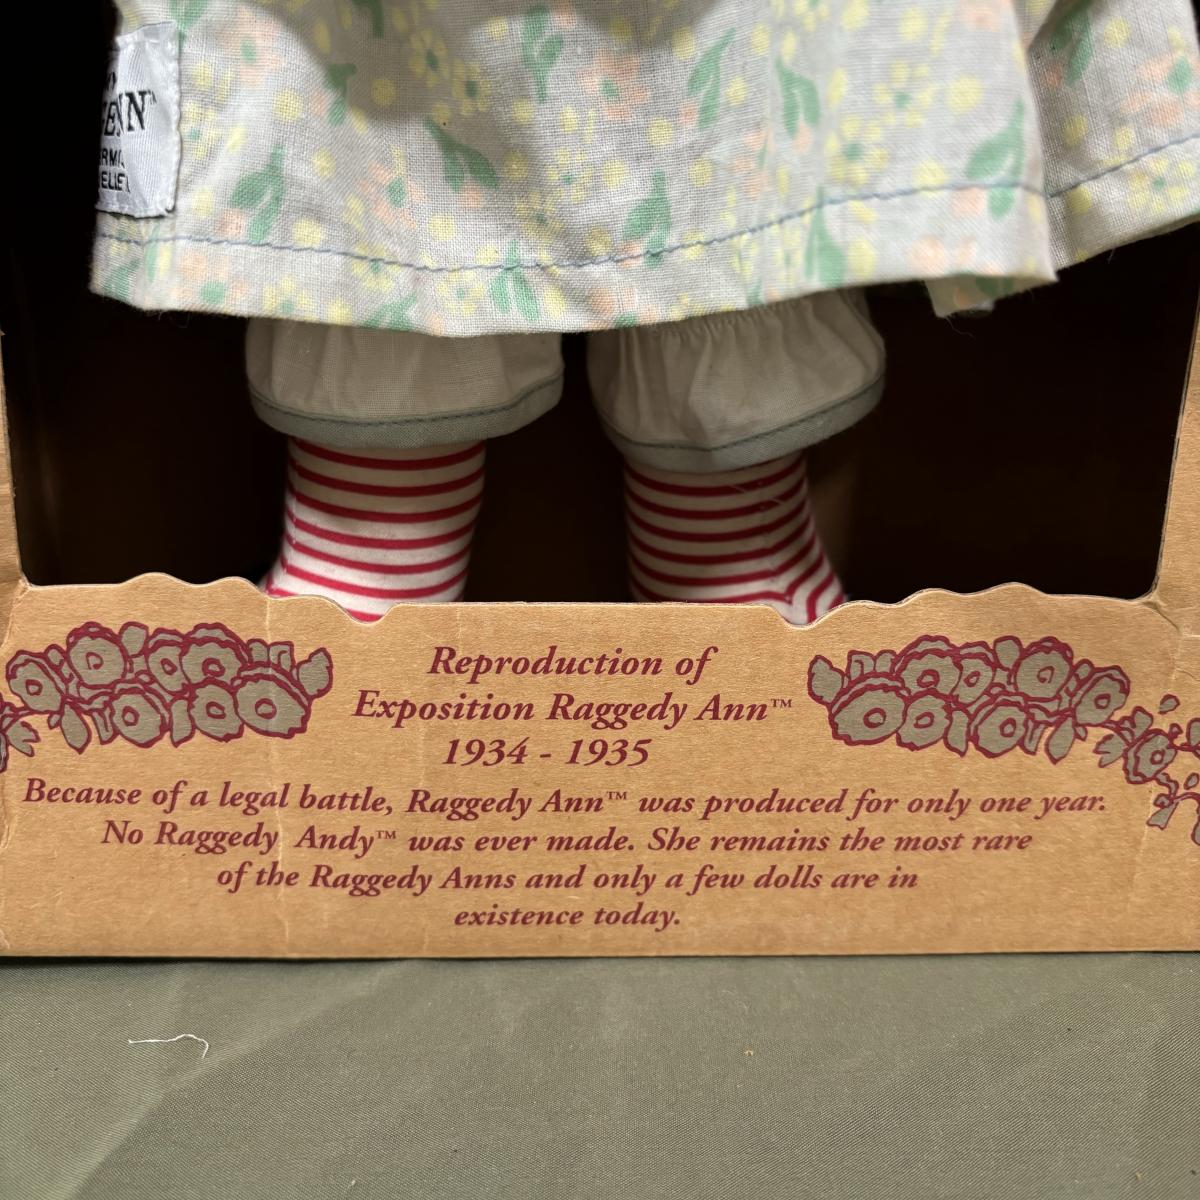 Reproduction of
Exposition Raggedy Ann™
1934 - 1935
Because of a legal battle, Raggedy Ann™ was produced for only one year.
No Raggedy Andy™ was ever made. She remains the most rare
of the Raggedy Anns and only a few dolls are in
existence today.